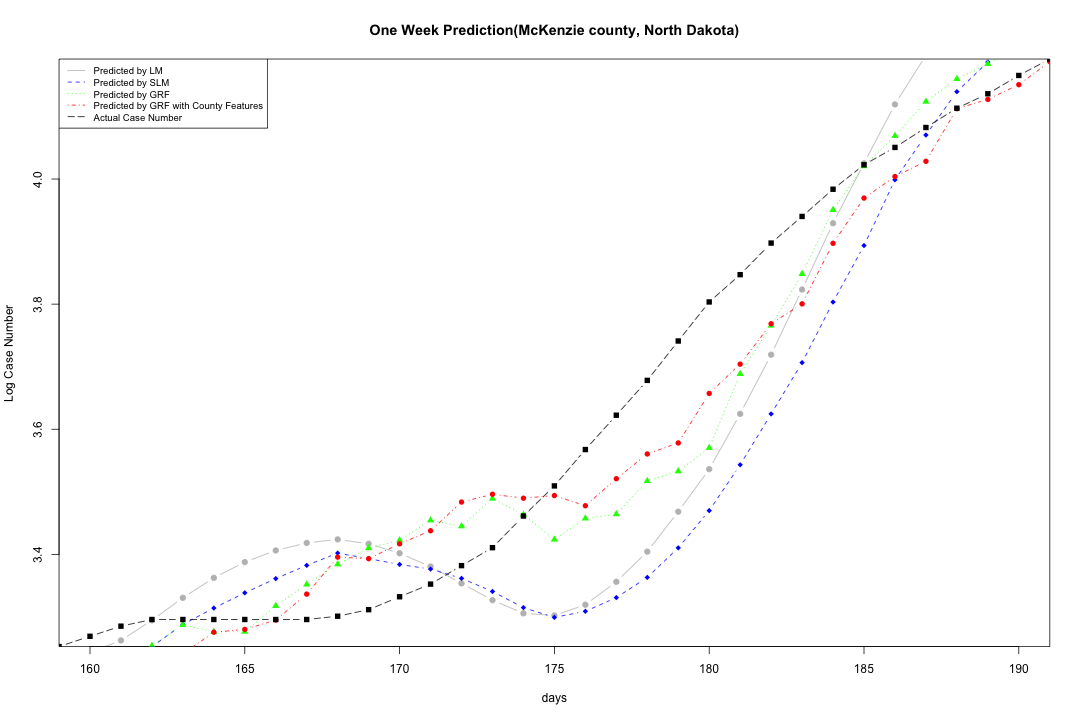 One Week Prediction(McKenzie county, North Dakota)
Predicted by LM
Predicted by SLM
Predicted by GRF
Predicted by GRF with County Features
Actual Case Number
4.0
3.8
3.6
3.4
Log Case Number
160 165 170 175 180 185 190
days